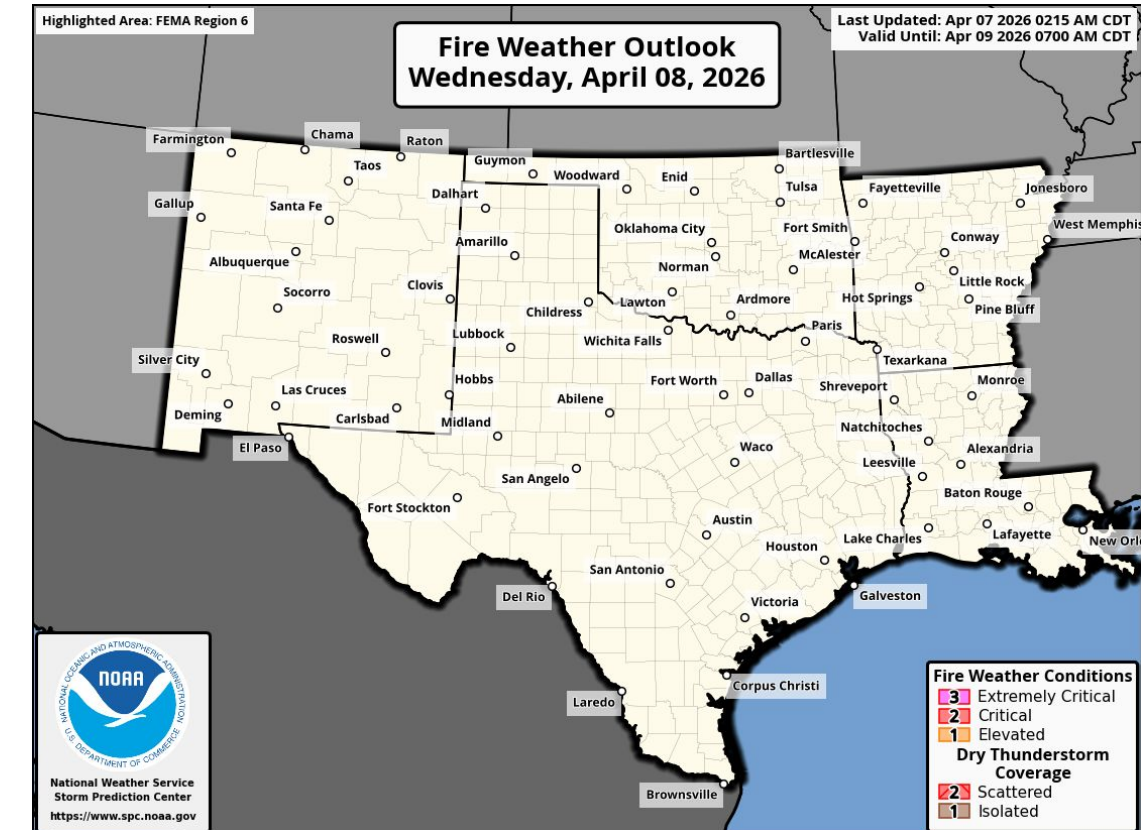 Highlighted Area: FEMA Region 6
Last Updated: Apr 07 2026 0215 AM CDT
Valid Until: Apr 09 2026 0700 AM CDT
Fire Weather Outlook
Wednesday, April 08, 2026
Farmington
Chama
Raton
Taos
Guymon
Woodward
Enid
Bartlesville
Gallup
Santa Fe
Dalhart
Tulsa
Fayetteville
Jonesboro
Albuquerque
Amarillo
Oklahoma City
Fort Smith
Conway
West Memphis
Norman
McAlester
Socorro
Clovis
Childress
Lawton
Ardmore
Hot Springs
Little Rock
Pine Bluff
Roswell
Lubbock
Wichita Falls
Paris
Silver City
Texarkana
Las Cruces
Hobbs
Fort Worth
Dallas
Shreveport
Monroe
Deming
Carlsbad
Midland
Abilene
Natchitoches
El Paso
San Angelo
Waco
Leesville
Alexandria
Fort Stockton
Austin
Baton Rouge
Houston
Lake Charles
Lafayette
New Orle
Del Rio
San Antonio
Victoria
Galveston
Laredo
Corpus Christi
Brownsville
NATIONAL OCEANIC AND ATMOSPHERIC ADMINISTRATION
NOAA
U.S. DEPARTMENT OF COMMERCE
National Weather Service
Storm Prediction Center
https://www.spc.noaa.gov
Fire Weather Conditions
3 Extremely Critical
2 Critical
1 Elevated
Dry Thunderstorm
Coverage
2 Scattered
1 Isolated